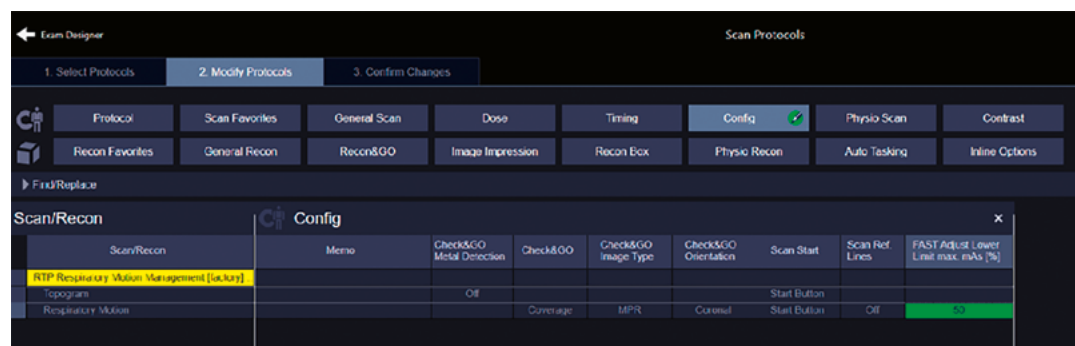 Exam Designer
Scan Protocols
1. Select Protocols 2. Modify Protocols 3. Confirm Changes
Protocol Scan Favorites General Scan Dose Timing Config Physio Scan Contrast
Recon Favorites General Recon Recon&GO Image Impression Recon Box Physio Recon Auto Tasking Inline Options
Find/Replace
Scan/Recon Config ×
Scan/Recon Memo Check&GO Metal Detection Check&GO Check&GO Image Type Check&GO Orientation Scan Start Scan Ref. Lines FAST Adjust Lower Limit max. mAs [%]
RTP Respiratory Motion Management [factory]
Topogram Off Start Button
Respiratory Motion Coverage MPR Coronal Start Button Off 50